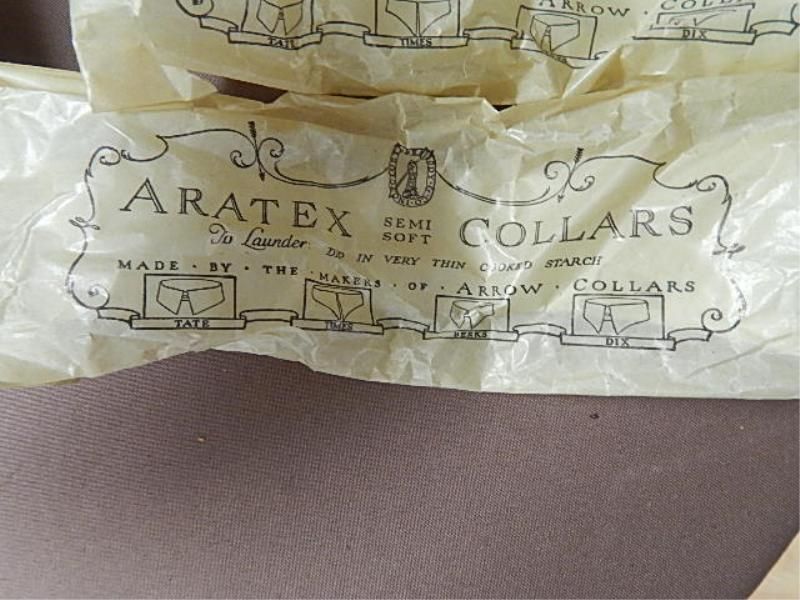 ARROW · COLL
TATE TIMES DIX
ARATEX SEMI SOFT COLLARS
To Launder: DIP IN VERY THIN COOKED STARCH
MADE · BY · THE · MAKERS · OF · ARROW · COLLARS
TATE TIMES BERKS DIX